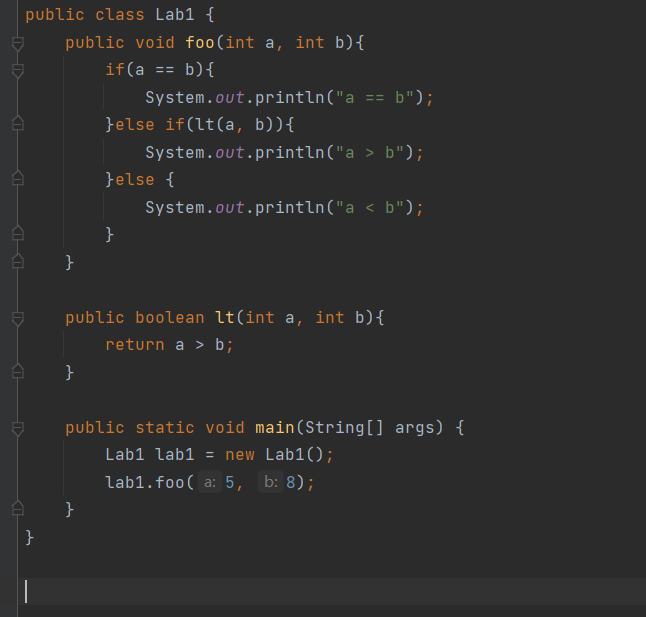 public class Lab1 {
public void foo(int a, int b){
if(a == b){
System.out.println("a == b");
}else if(lt(a, b)){
System.out.println("a > b");
}else {
System.out.println("a < b");
}
}
public boolean lt(int a, int b){
return a > b;
}
public static void main(String[] args) {
Lab1 lab1 = new Lab1();
lab1.foo( a: 5, b: 8);
}
}